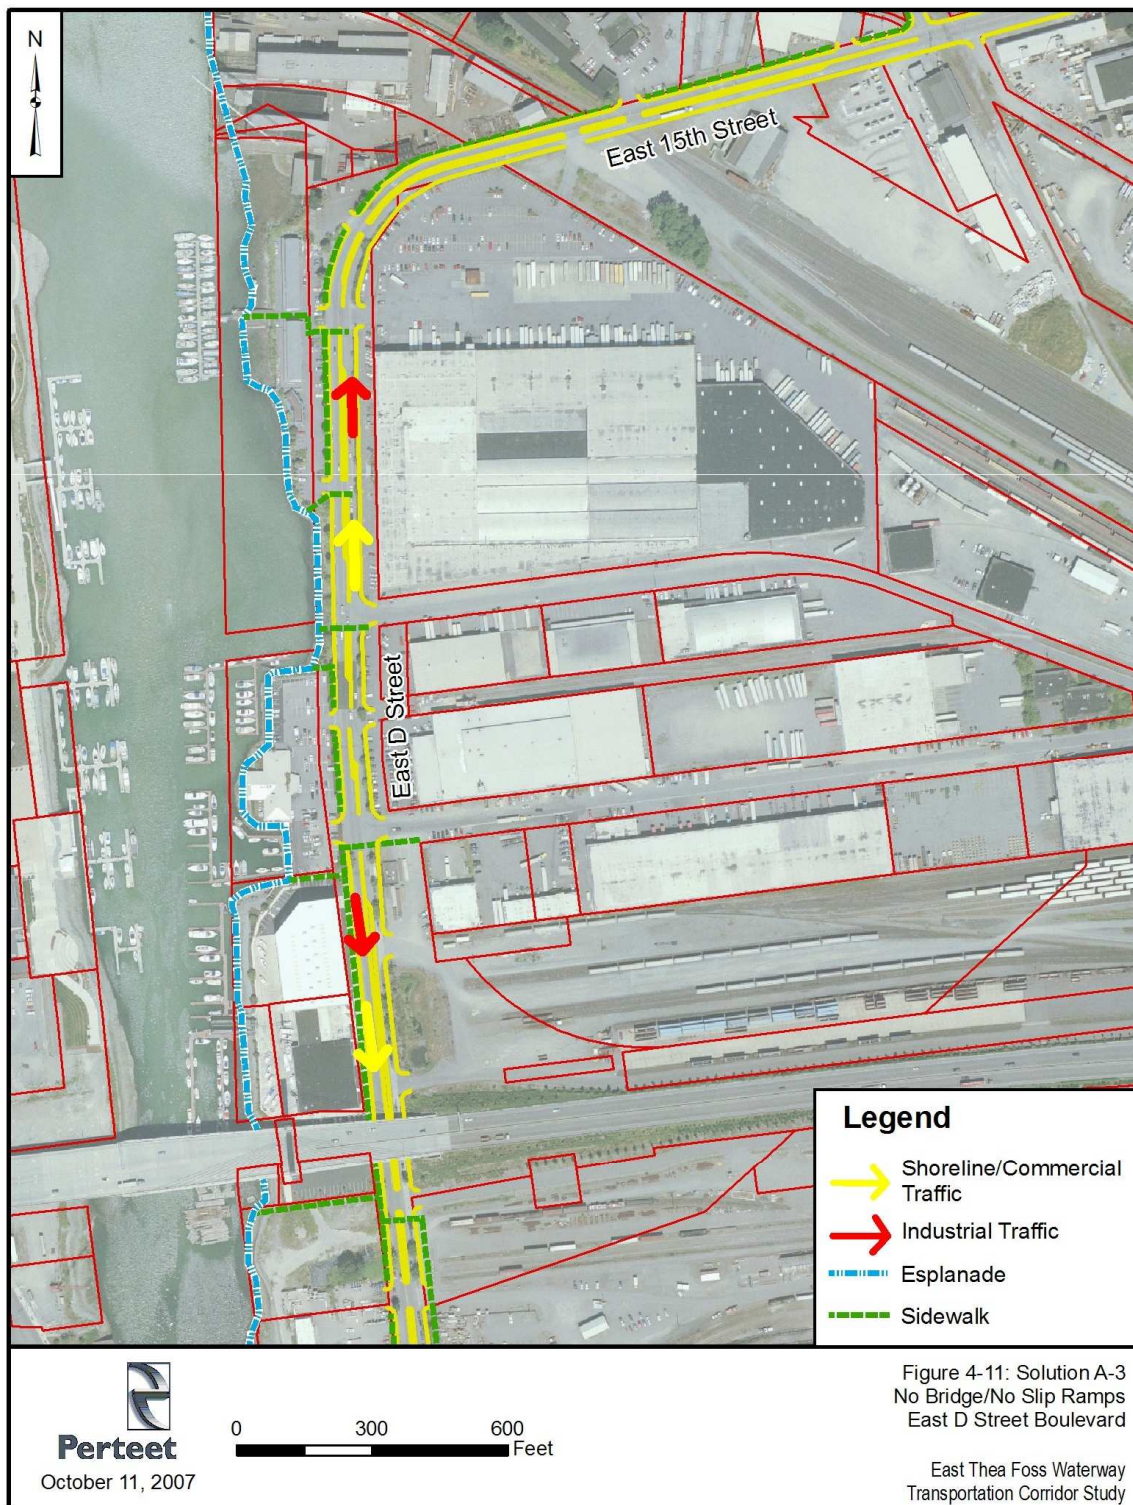 N
East 15th Street
East D Street
Legend
Shoreline/Commercial
Traffic
Industrial Traffic
Esplanade
Sidewalk
Perteet
October 11, 2007
0 300 600
Feet
Figure 4-11: Solution A-3
No Bridge/No Slip Ramps
East D Street Boulevard
East Thea Foss Waterway
Transportation Corridor Study